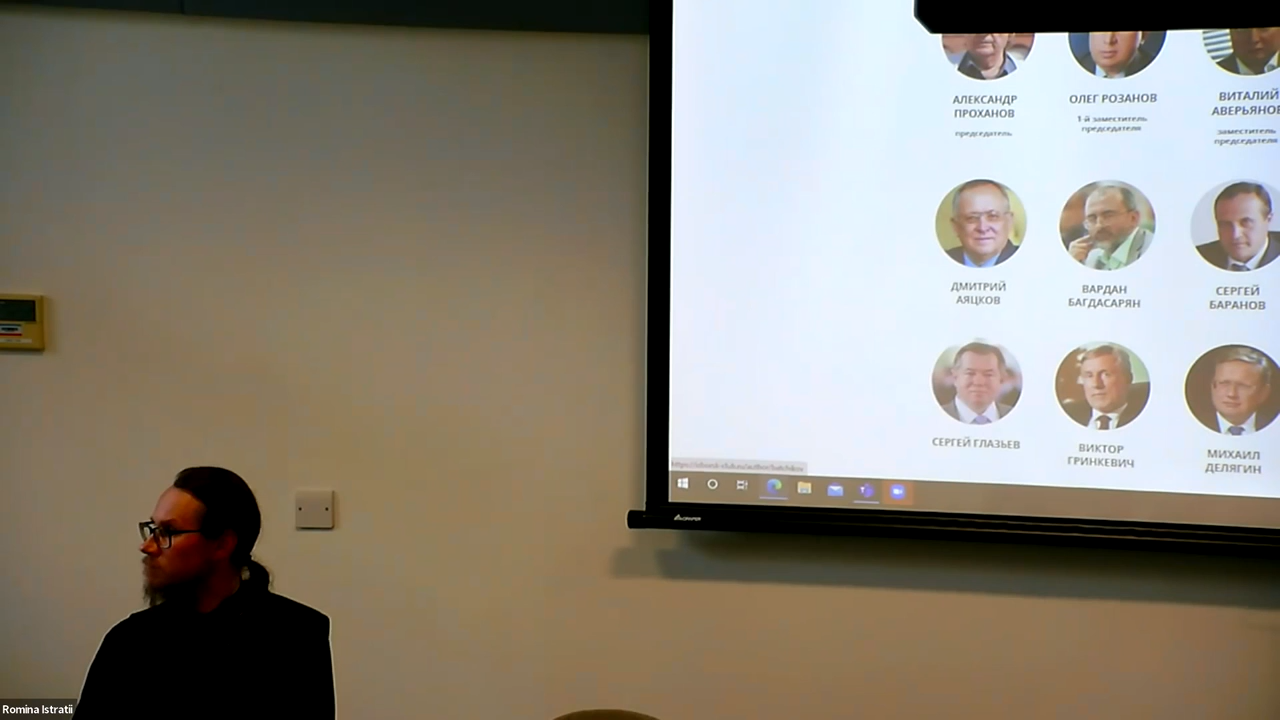 АЛЕКСАНДР
ПРОХАНОВ
председатель
ОЛЕГ РОЗАНОВ
1-й заместитель
председателя
ВИТАЛИЙ
АВЕРЬЯНОВ
заместитель
председателя
ДМИТРИЙ
АЯЦКОВ
ВАРДАН
БАГДАСАРЯН
СЕРГЕЙ
БАРАНОВ
СЕРГЕЙ ГЛАЗЬЕВ
ВИКТОР
ГРИНКЕВИЧ
МИХАИЛ
ДЕЛЯГИН
Romina Istratii